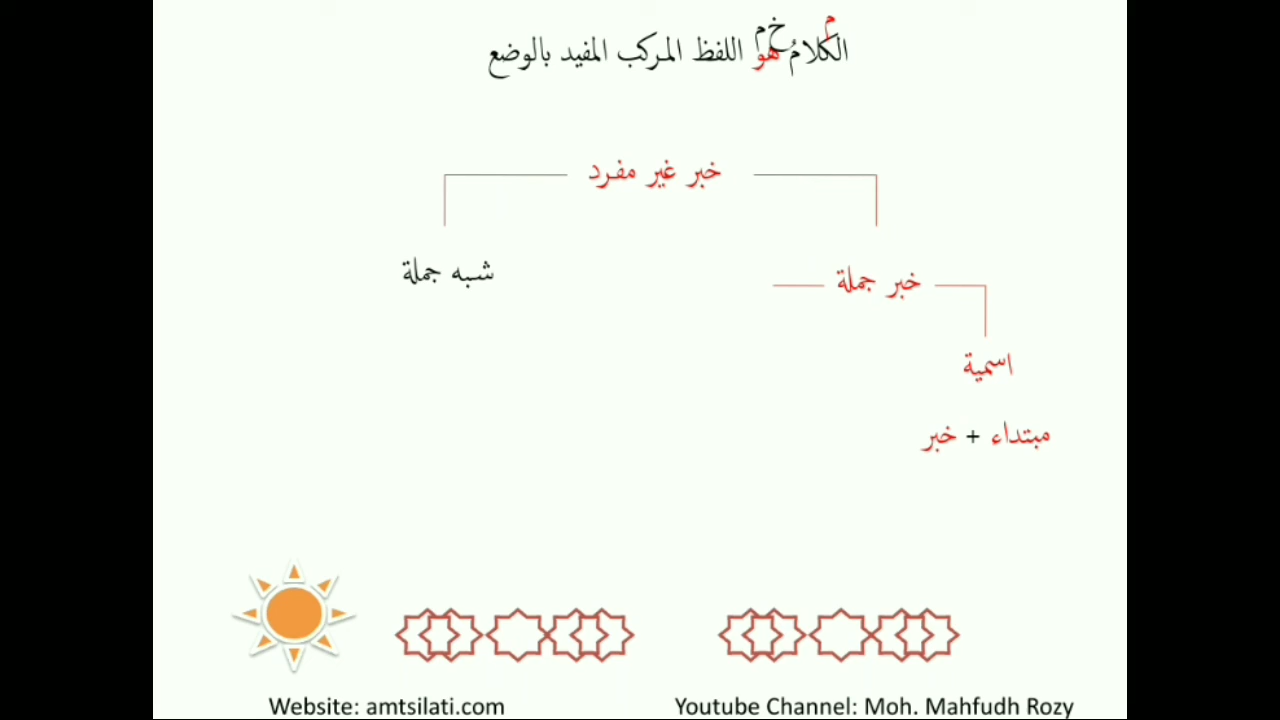 م خ م
الكلامُ هو اللفظ المركب المفيد بالوضع
خبر غير مفرد
خبر جملة
شبه جملة
اسمية
مبتداء + خبر
Website: amtsilati.com
Youtube Channel: Moh. Mahfudh Rozy